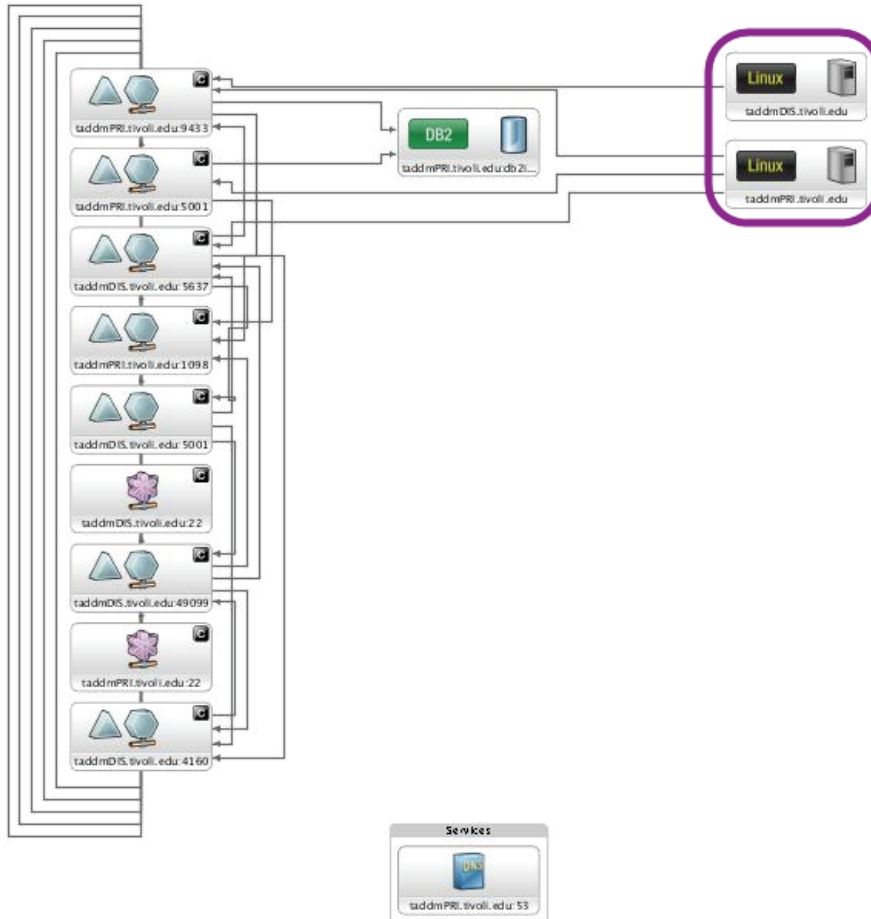 C
taddmPRI.tivoli.edu:9433
C
taddmPRI.tivoli.edu:5001
C
taddmDIS.tivoli.edu:5637
C
taddmPRI.tivoli.edu:1098
C
taddmDIS.tivoli.edu:5001
C
taddmDIS.tivoli.edu:22
C
taddmDIS.tivoli.edu:49099
C
taddmPRI.tivoli.edu:22
C
taddmDIS.tivoli.edu:4160
DB2
taddmPRI.tivoli.edu:db2i...
Linux
taddmDIS.tivoli.edu
Linux
taddmPRI.tivoli.edu
Services
DNS
taddmPRI.tivoli.edu:53